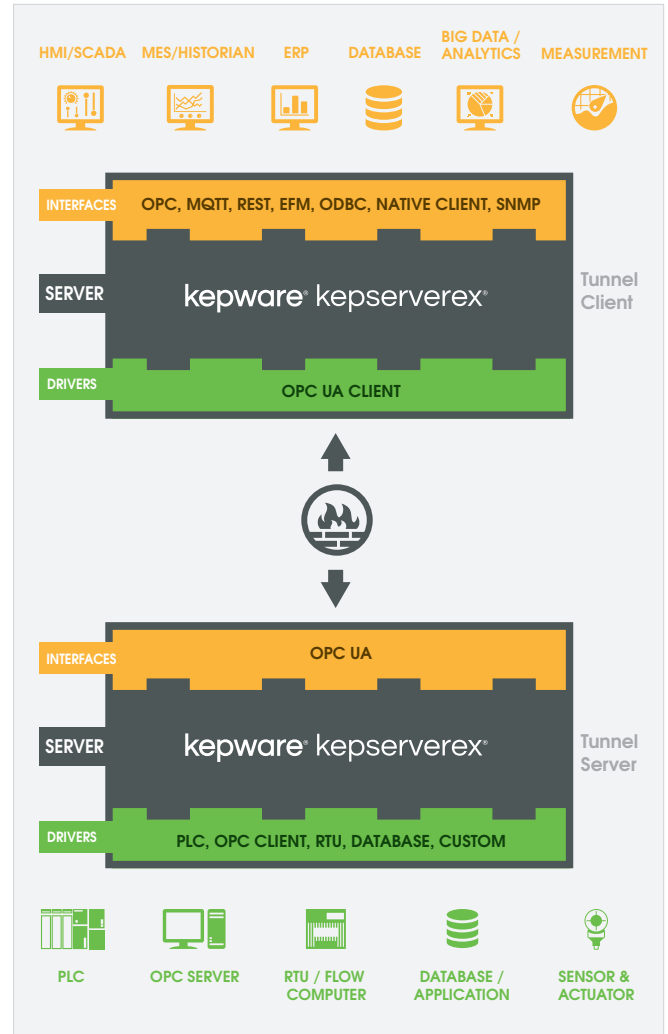 HMI/SCADA
MES/HISTORIAN
ERP
DATABASE
BIG DATA /
ANALYTICS
MEASUREMENT
INTERFACES
OPC, MQTT, REST, EFM, ODBC, NATIVE CLIENT, SNMP
SERVER
kepware® kepserverex®
Tunnel
Client
DRIVERS
OPC UA CLIENT
INTERFACES
OPC UA
SERVER
kepware® kepserverex®
Tunnel
Server
DRIVERS
PLC, OPC CLIENT, RTU, DATABASE, CUSTOM
PLC
OPC SERVER
RTU / FLOW
COMPUTER
DATABASE /
APPLICATION
SENSOR &
ACTUATOR